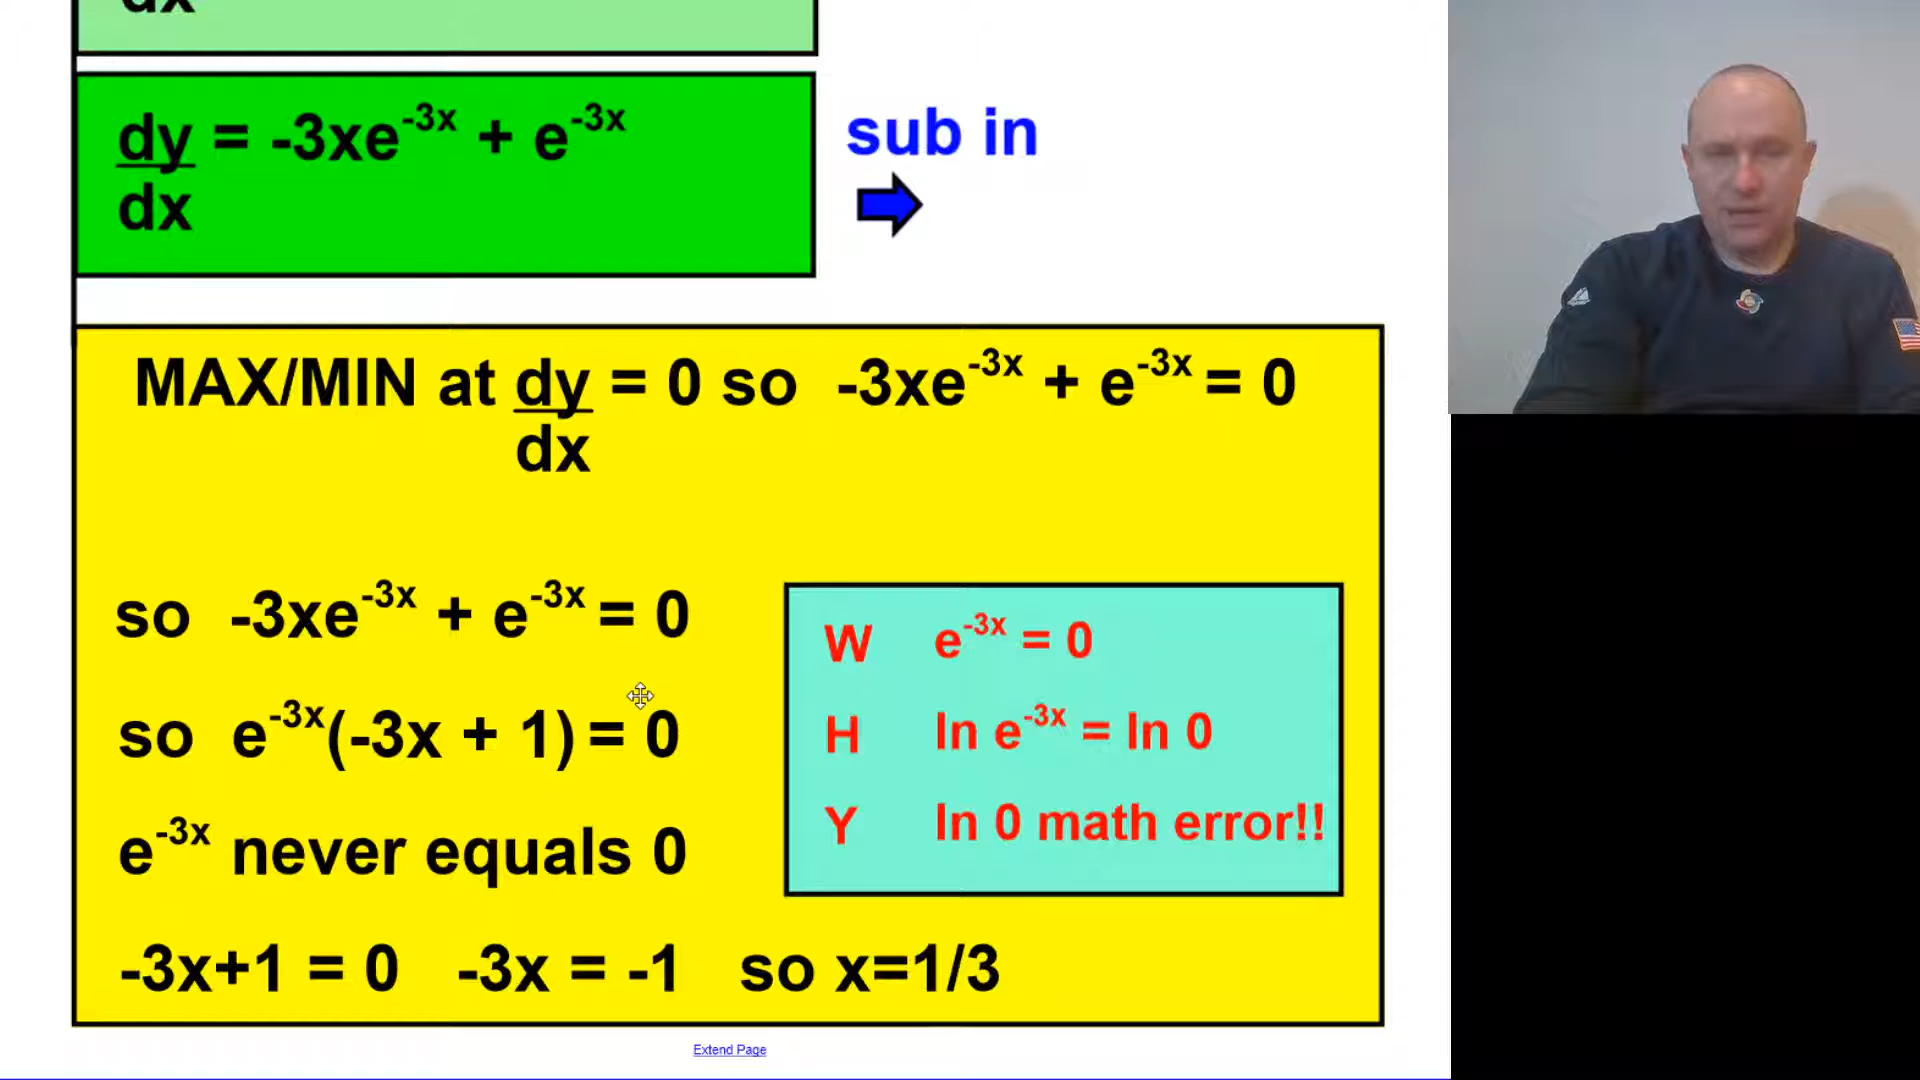 dx
dy = -3xe^-3x + e^-3x
dx
sub in
MAX/MIN at dy = 0 so -3xe^-3x + e^-3x = 0
dx
so -3xe^-3x + e^-3x = 0
so e^-3x(-3x + 1) = 0
e^-3x never equals 0
-3x+1 = 0 -3x = -1 so x=1/3
W e^-3x = 0
H ln e^-3x = ln 0
Y ln 0 math error!!
Extend Page